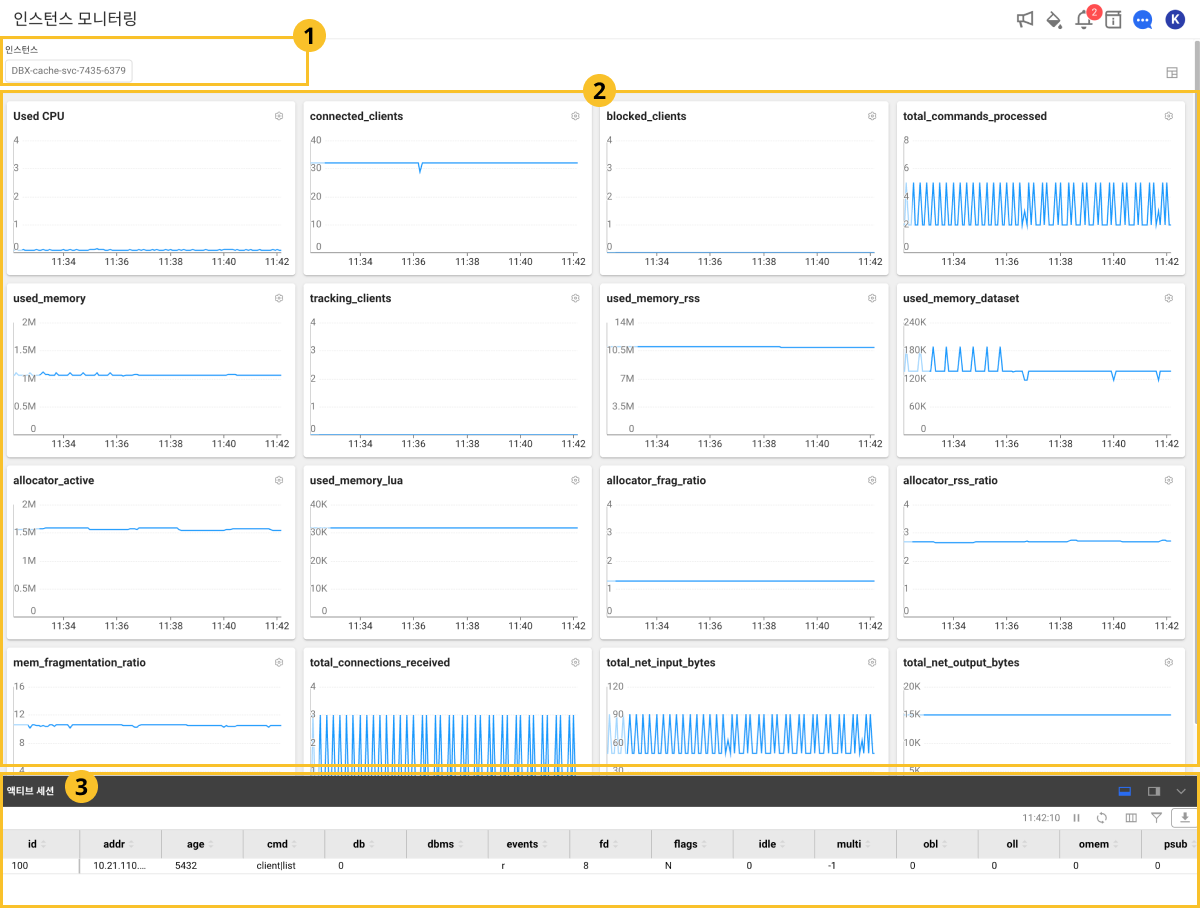 인스턴스 모니터링
2
K
인스턴스
1
DBX-cache-svc-7435-6379
2
Used CPU
connected_clients
blocked_clients
total_commands_processed
4
3
2
1
0
11:34 11:36 11:38 11:40 11:42
40
30
20
10
0
11:34 11:36 11:38 11:40 11:42
4
3
2
1
0
11:34 11:36 11:38 11:40 11:42
8
6
4
2
0
11:34 11:36 11:38 11:40 11:42
used_memory
tracking_clients
used_memory_rss
used_memory_dataset
2M
1.5M
1M
0.5M
0
11:34 11:36 11:38 11:40 11:42
4
3
2
1
0
11:34 11:36 11:38 11:40 11:42
14M
10.5M
7M
3.5M
0
11:34 11:36 11:38 11:40 11:42
240K
180K
120K
60K
0
11:34 11:36 11:38 11:40 11:42
allocator_active
used_memory_lua
allocator_frag_ratio
allocator_rss_ratio
2M
1.5M
1M
0.5M
0
11:34 11:36 11:38 11:40 11:42
40K
30K
20K
10K
0
11:34 11:36 11:38 11:40 11:42
4
3
2
1
0
11:34 11:36 11:38 11:40 11:42
4
3
2
1
0
11:34 11:36 11:38 11:40 11:42
mem_fragmentation_ratio
total_connections_received
total_net_input_bytes
total_net_output_bytes
16
12
8
4
4
3
2
120
90
60
30
20K
15K
10K
5K
액티브 세션
3
11:42:10
id addr age cmd db dbms events fd flags idle multi obl oll omem psub
100 10.21.110.... 5432 client|list 0 r 8 N 0 -1 0 0 0 0